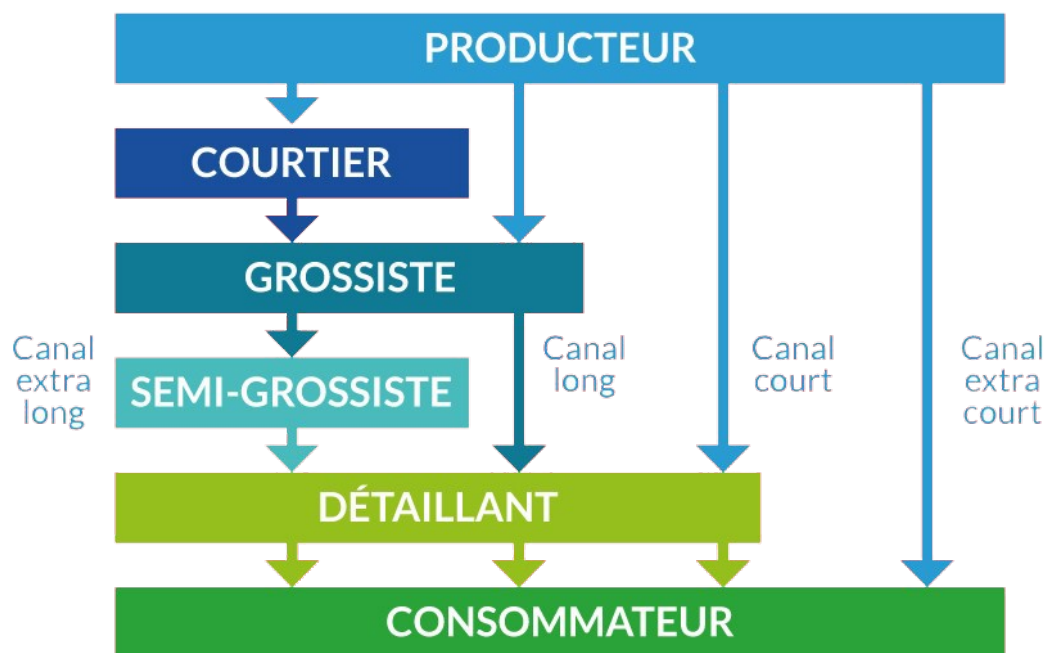 PRODUCTEUR
COURTIER
GROSSISTE
Canal
extra
long
SEMI-GROSSISTE
Canal
long
Canal
court
Canal
extra
court
DÉTAILLANT
CONSOMMATEUR